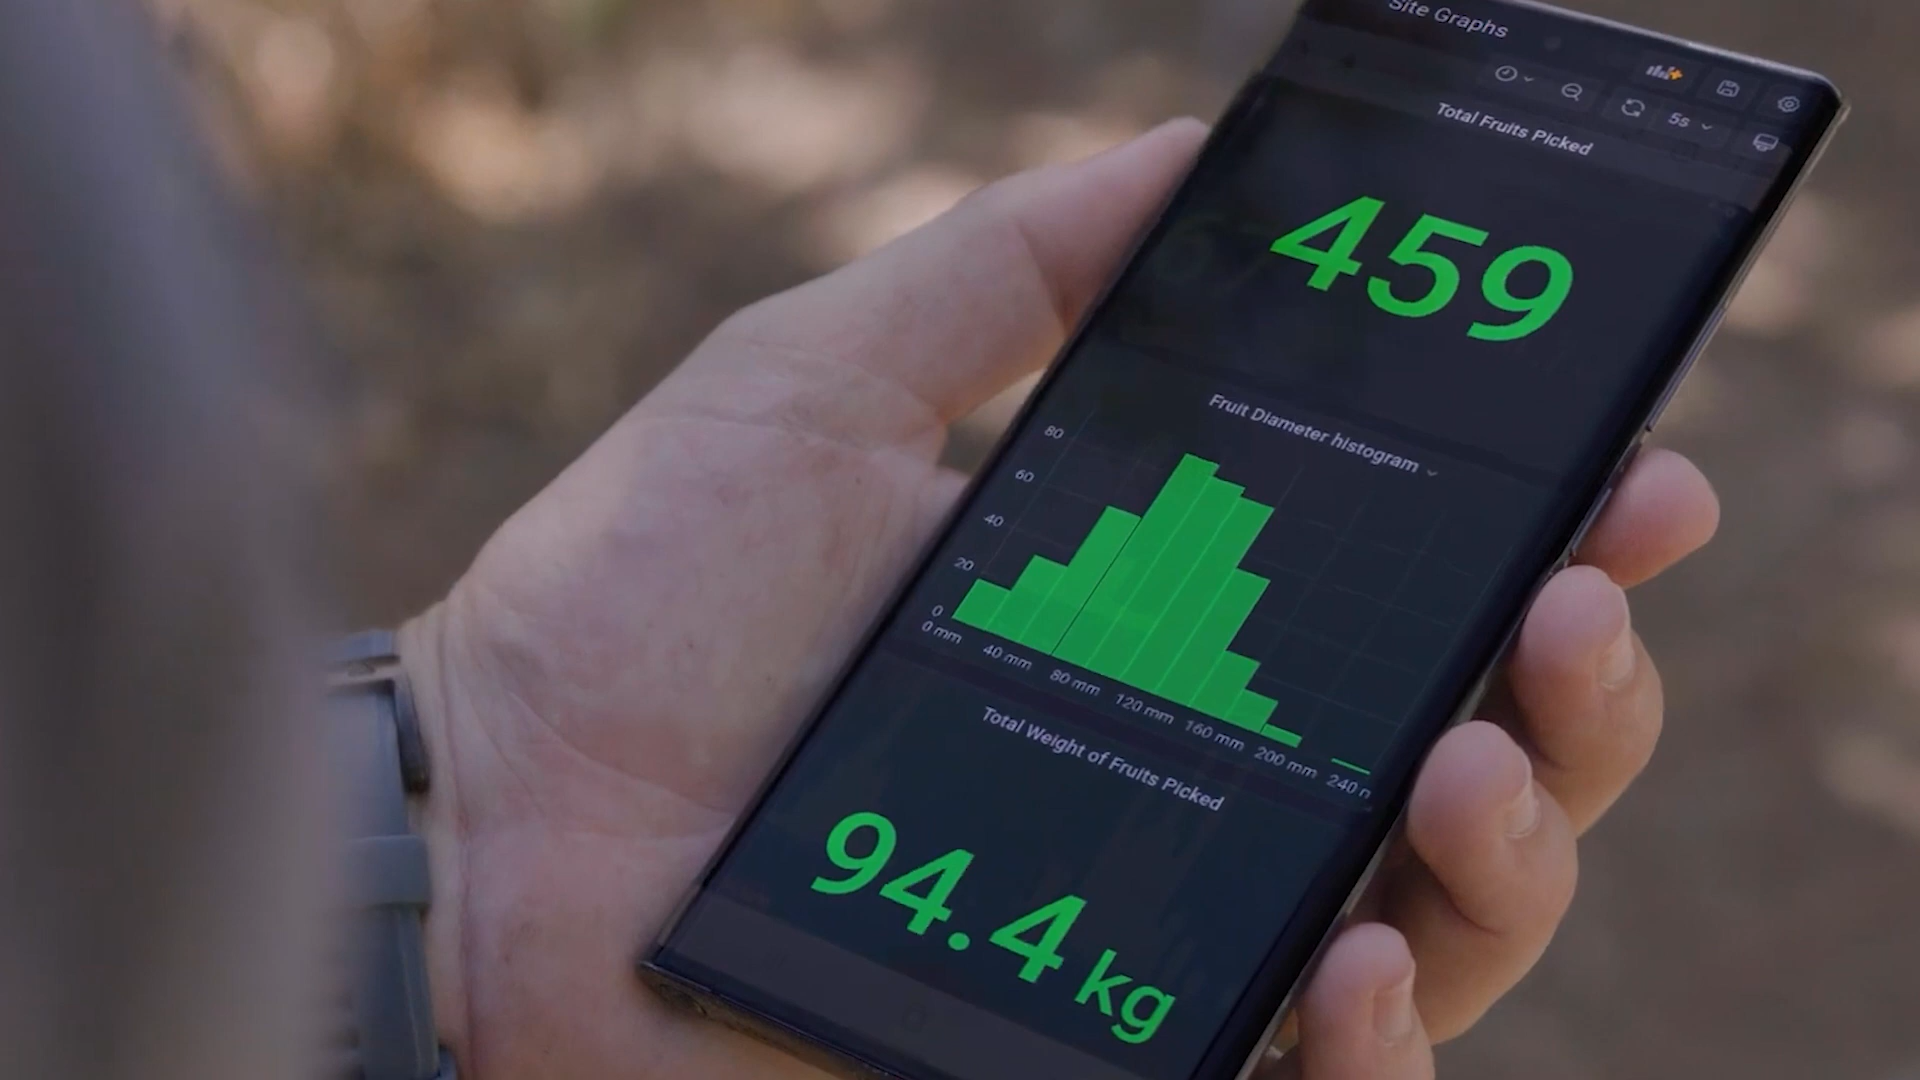 Site Graphs
5s
Total Fruits Picked
459
Fruit Diameter histogram
80
60
40
20
0
0 mm
40 mm
80 mm
120 mm
160 mm
200 mm
240 n
Total Weight of Fruits Picked
94.4 kg